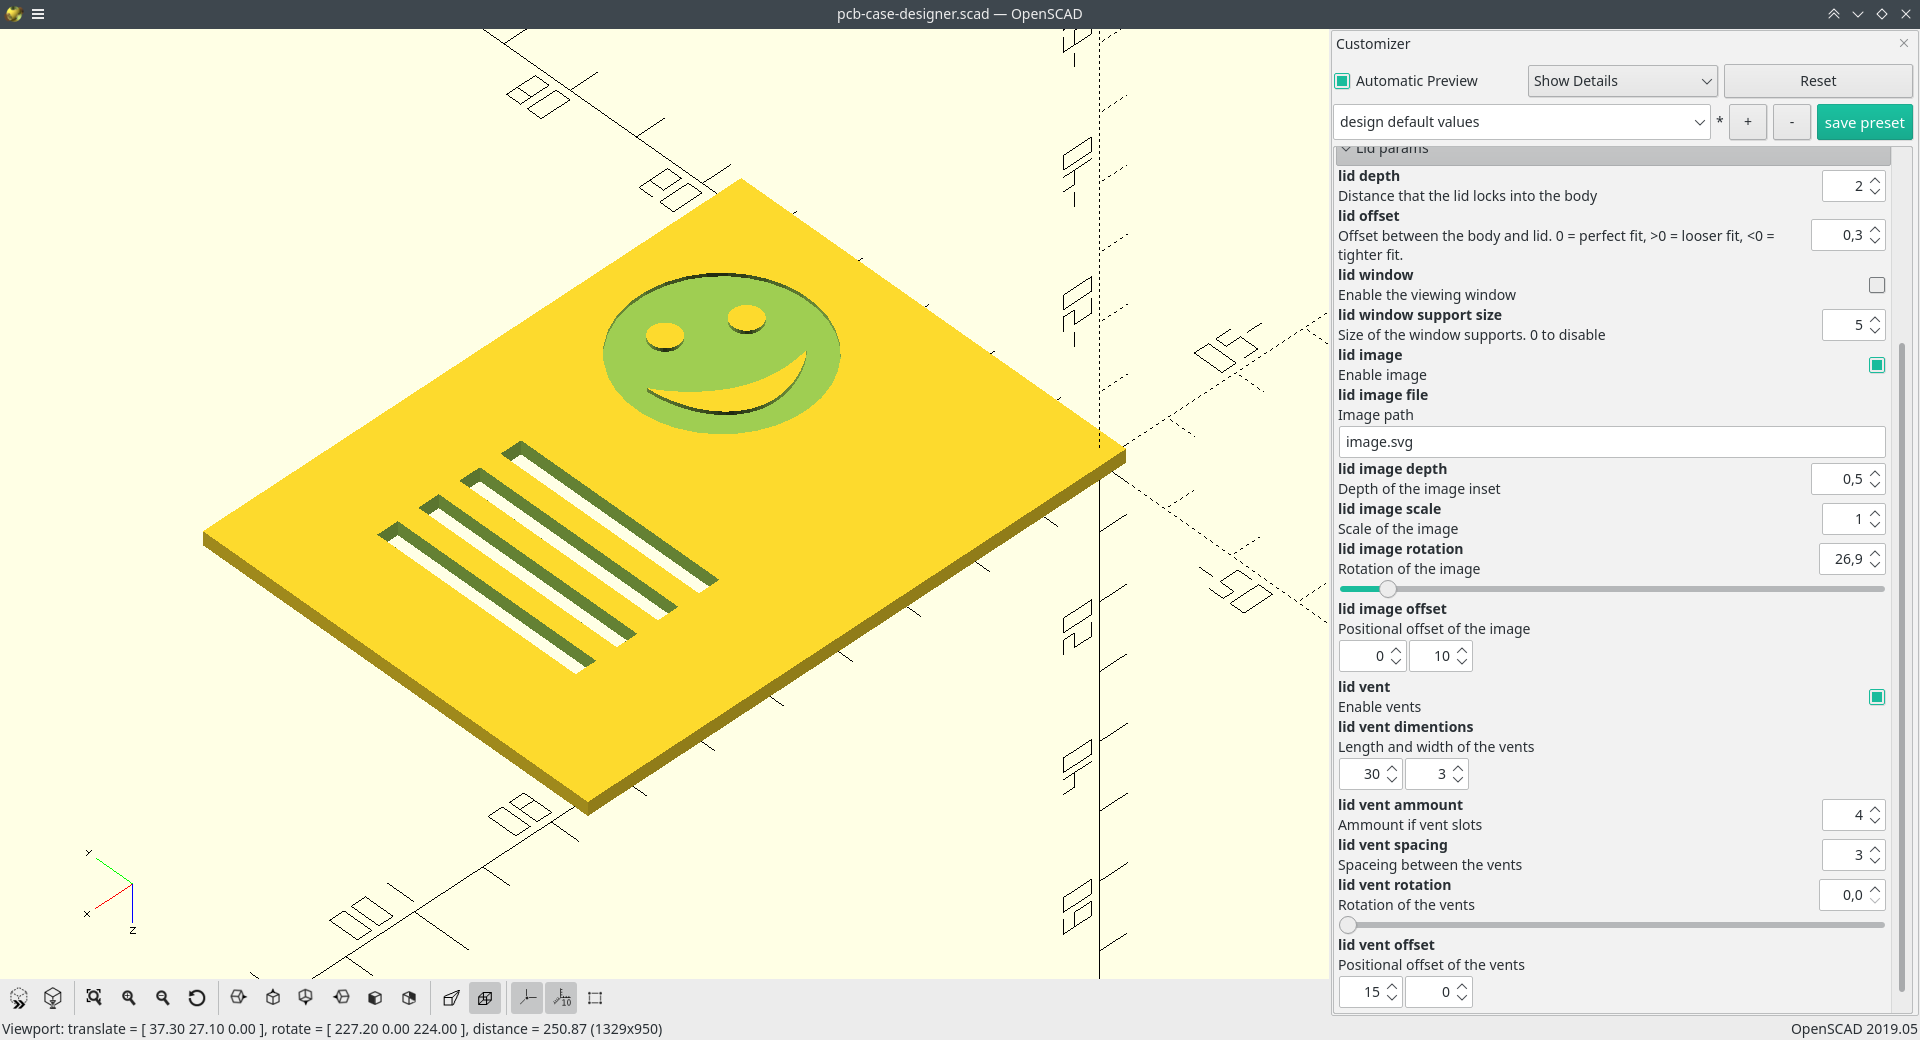 pcb-case-designer.scad — OpenSCAD
Customizer
Automatic Preview
Show Details
Reset
design default values
*
+
-
save preset
Lid params
lid depth
Distance that the lid locks into the body
2
lid offset
Offset between the body and lid. 0 = perfect fit, >0 = looser fit, <0 =
tighter fit.
0,3
lid window
Enable the viewing window
lid window support size
Size of the window supports. 0 to disable
5
lid image
Enable image
lid image file
Image path
image.svg
lid image depth
Depth of the image inset
0,5
lid image scale
Scale of the image
1
lid image rotation
Rotation of the image
26,9
lid image offset
Positional offset of the image
0 10
lid vent
Enable vents
lid vent dimentions
Length and width of the vents
30 3
lid vent ammount
Ammount if vent slots
4
lid vent spacing
Spaceing between the vents
3
lid vent rotation
Rotation of the vents
0,0
lid vent offset
Positional offset of the vents
15 0
Y
X
Z
10
Viewport: translate = [ 37.30 27.10 0.00 ], rotate = [ 227.20 0.00 224.00 ], distance = 250.87 (1329x950)
OpenSCAD 2019.05